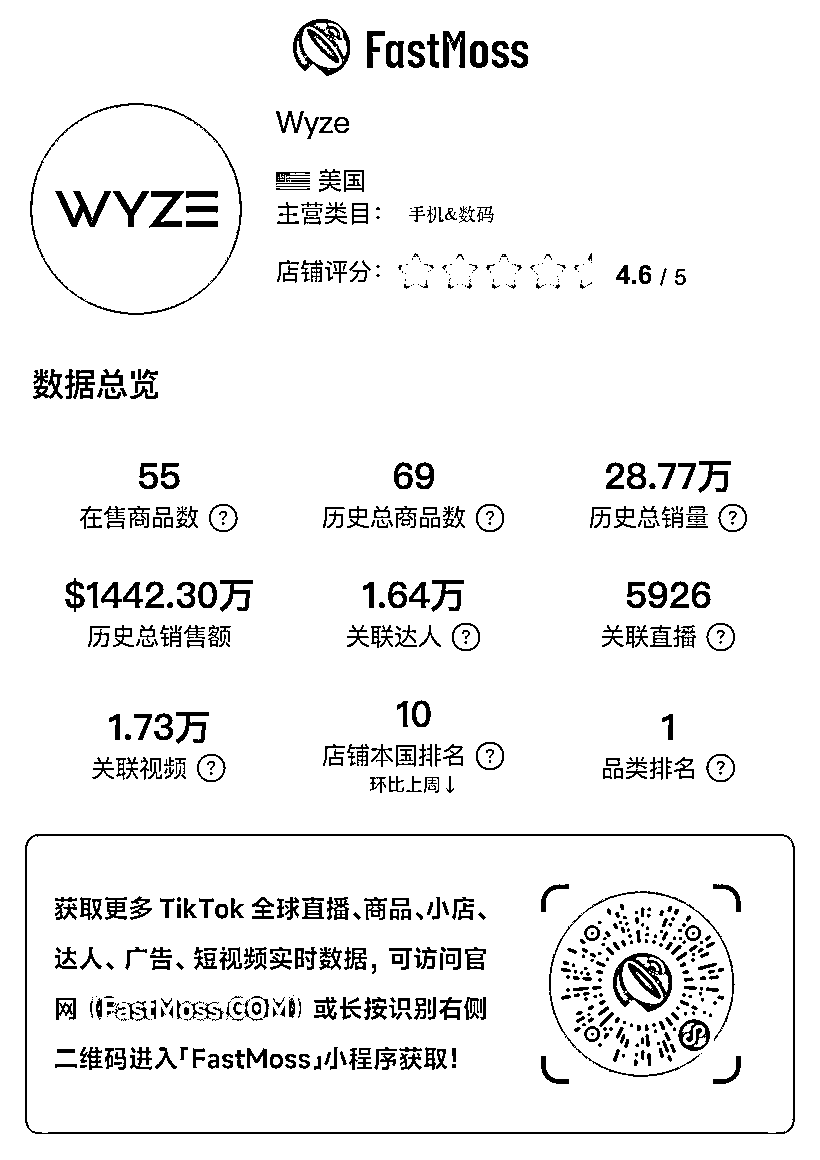 FastMoss
Wyze
WYZE
美国
主营类目： 手机&数码
店铺评分： 4.6 / 5
数据总览
55 69 28.77万
在售商品数 ? 历史总商品数 ? 历史总销量 ?
$1442.30万 1.64万 5926
历史总销售额 关联达人 ? 关联直播 ?
1.73万 10 1
关联视频 ? 店铺本国排名 ? 品类排名 ?
环比上周↓
获取更多 TikTok 全球直播、商品、小店、
达人、广告、短视频实时数据，可访问官
网（FastMoss.COM）或长按识别右侧
二维码进入「FastMoss」小程序获取！